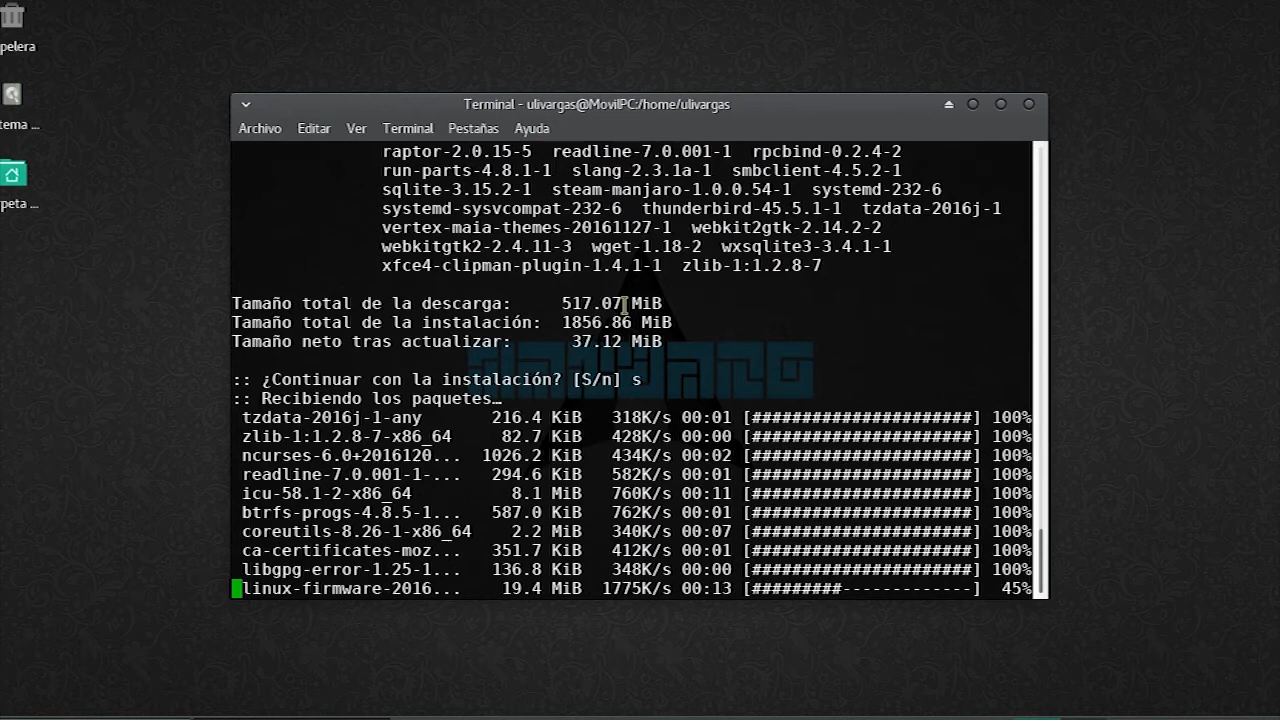 pelera
tema ...
peta ...
Terminal - ulivargas@MovilPC:/home/ulivargas
Archivo Editar Ver Terminal Pestañas Ayuda
raptor-2.0.15-5 readline-7.0.001-1 rpcbind-0.2.4-2
run-parts-4.8.1-1 slang-2.3.1a-1 smbclient-4.5.2-1
sqlite-3.15.2-1 steam-manjaro-1.0.0.54-1 systemd-232-6
systemd-sysvcompat-232-6 thunderbird-45.5.1-1 tzdata-2016j-1
vertex-maia-themes-20161127-1 webkit2gtk-2.14.2-2
webkitgtk2-2.4.11-3 wget-1.18-2 wxsqlite3-3.4.1-1
xfce4-clipman-plugin-1.4.1-1 zlib-1:1.2.8-7
Tamaño total de la descarga: 517.07 MiB
Tamaño total de la instalación: 1856.86 MiB
Tamaño neto tras actualizar: 37.12 MiB
MANJARO
:: ¿Continuar con la instalación? [S/n] s
:: Recibiendo los paquetes…
tzdata-2016j-1-any 216.4 KiB 318K/s 00:01 [######################] 100%
zlib-1:1.2.8-7-x86_64 82.7 KiB 428K/s 00:00 [######################] 100%
ncurses-6.0+2016120... 1026.2 KiB 434K/s 00:02 [######################] 100%
readline-7.0.001-1-... 294.6 KiB 582K/s 00:01 [######################] 100%
icu-58.1-2-x86_64 8.1 MiB 760K/s 00:11 [######################] 100%
btrfs-progs-4.8.5-1... 587.0 KiB 762K/s 00:01 [######################] 100%
coreutils-8.26-1-x86_64 2.2 MiB 340K/s 00:07 [######################] 100%
ca-certificates-moz... 351.7 KiB 412K/s 00:01 [######################] 100%
libgpg-error-1.25-1... 136.8 KiB 348K/s 00:00 [######################] 100%
linux-firmware-2016... 19.4 MiB 1775K/s 00:13 [#########-------------] 45%